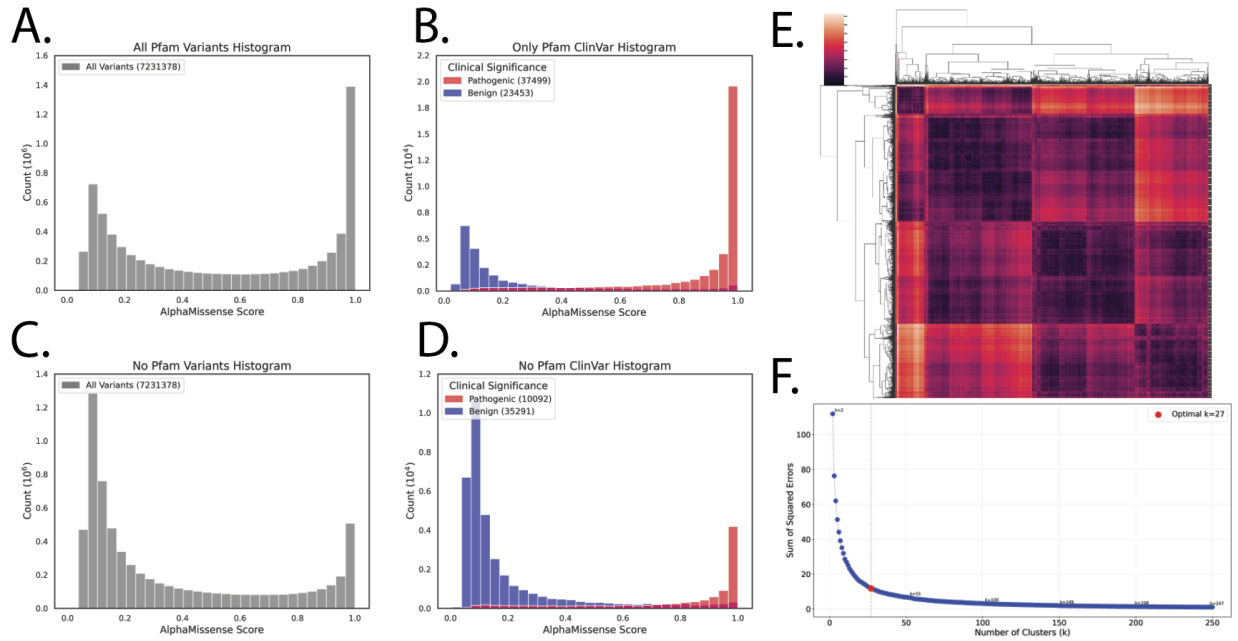 A.
All Pfam Variants Histogram
All Variants (7231378)
Count (10⁶)
1.6
1.4
1.2
1.0
0.8
0.6
0.4
0.2
0.1
0.0
0.0 0.2 0.4 0.6 0.8 1.0
AlphaMissense Score
B.
Only Pfam ClinVar Histogram
Clinical Significance
Pathogenic (37499)
Benign (23453)
Count (10⁴)
2.2
2.0
1.8
1.5
1.2
1.0
0.8
0.5
0.2
0.0
0.0 0.2 0.4 0.6 0.8 1.0
AlphaMissense Score
C.
No Pfam Variants Histogram
All Variants (7231378)
Count (10⁶)
1.4
1.2
1.0
0.8
0.6
0.4
0.2
0.0
0.0 0.2 0.4 0.6 0.8 1.0
AlphaMissense Score
D.
No Pfam ClinVar Histogram
Clinical Significance
Pathogenic (10092)
Benign (35291)
Count (10⁴)
1.2
1.0
0.8
0.6
0.4
0.2
0.0
0.0 0.2 0.4 0.6 0.8 1.0
AlphaMissense Score
E.
F.
k=2
Optimal k=27
Sum of Squared Errors
100
80
60
40
20
0
k=51
k=100
k=149
k=198
k=247
0 50 100 150 200 250
Number of Clusters (k)